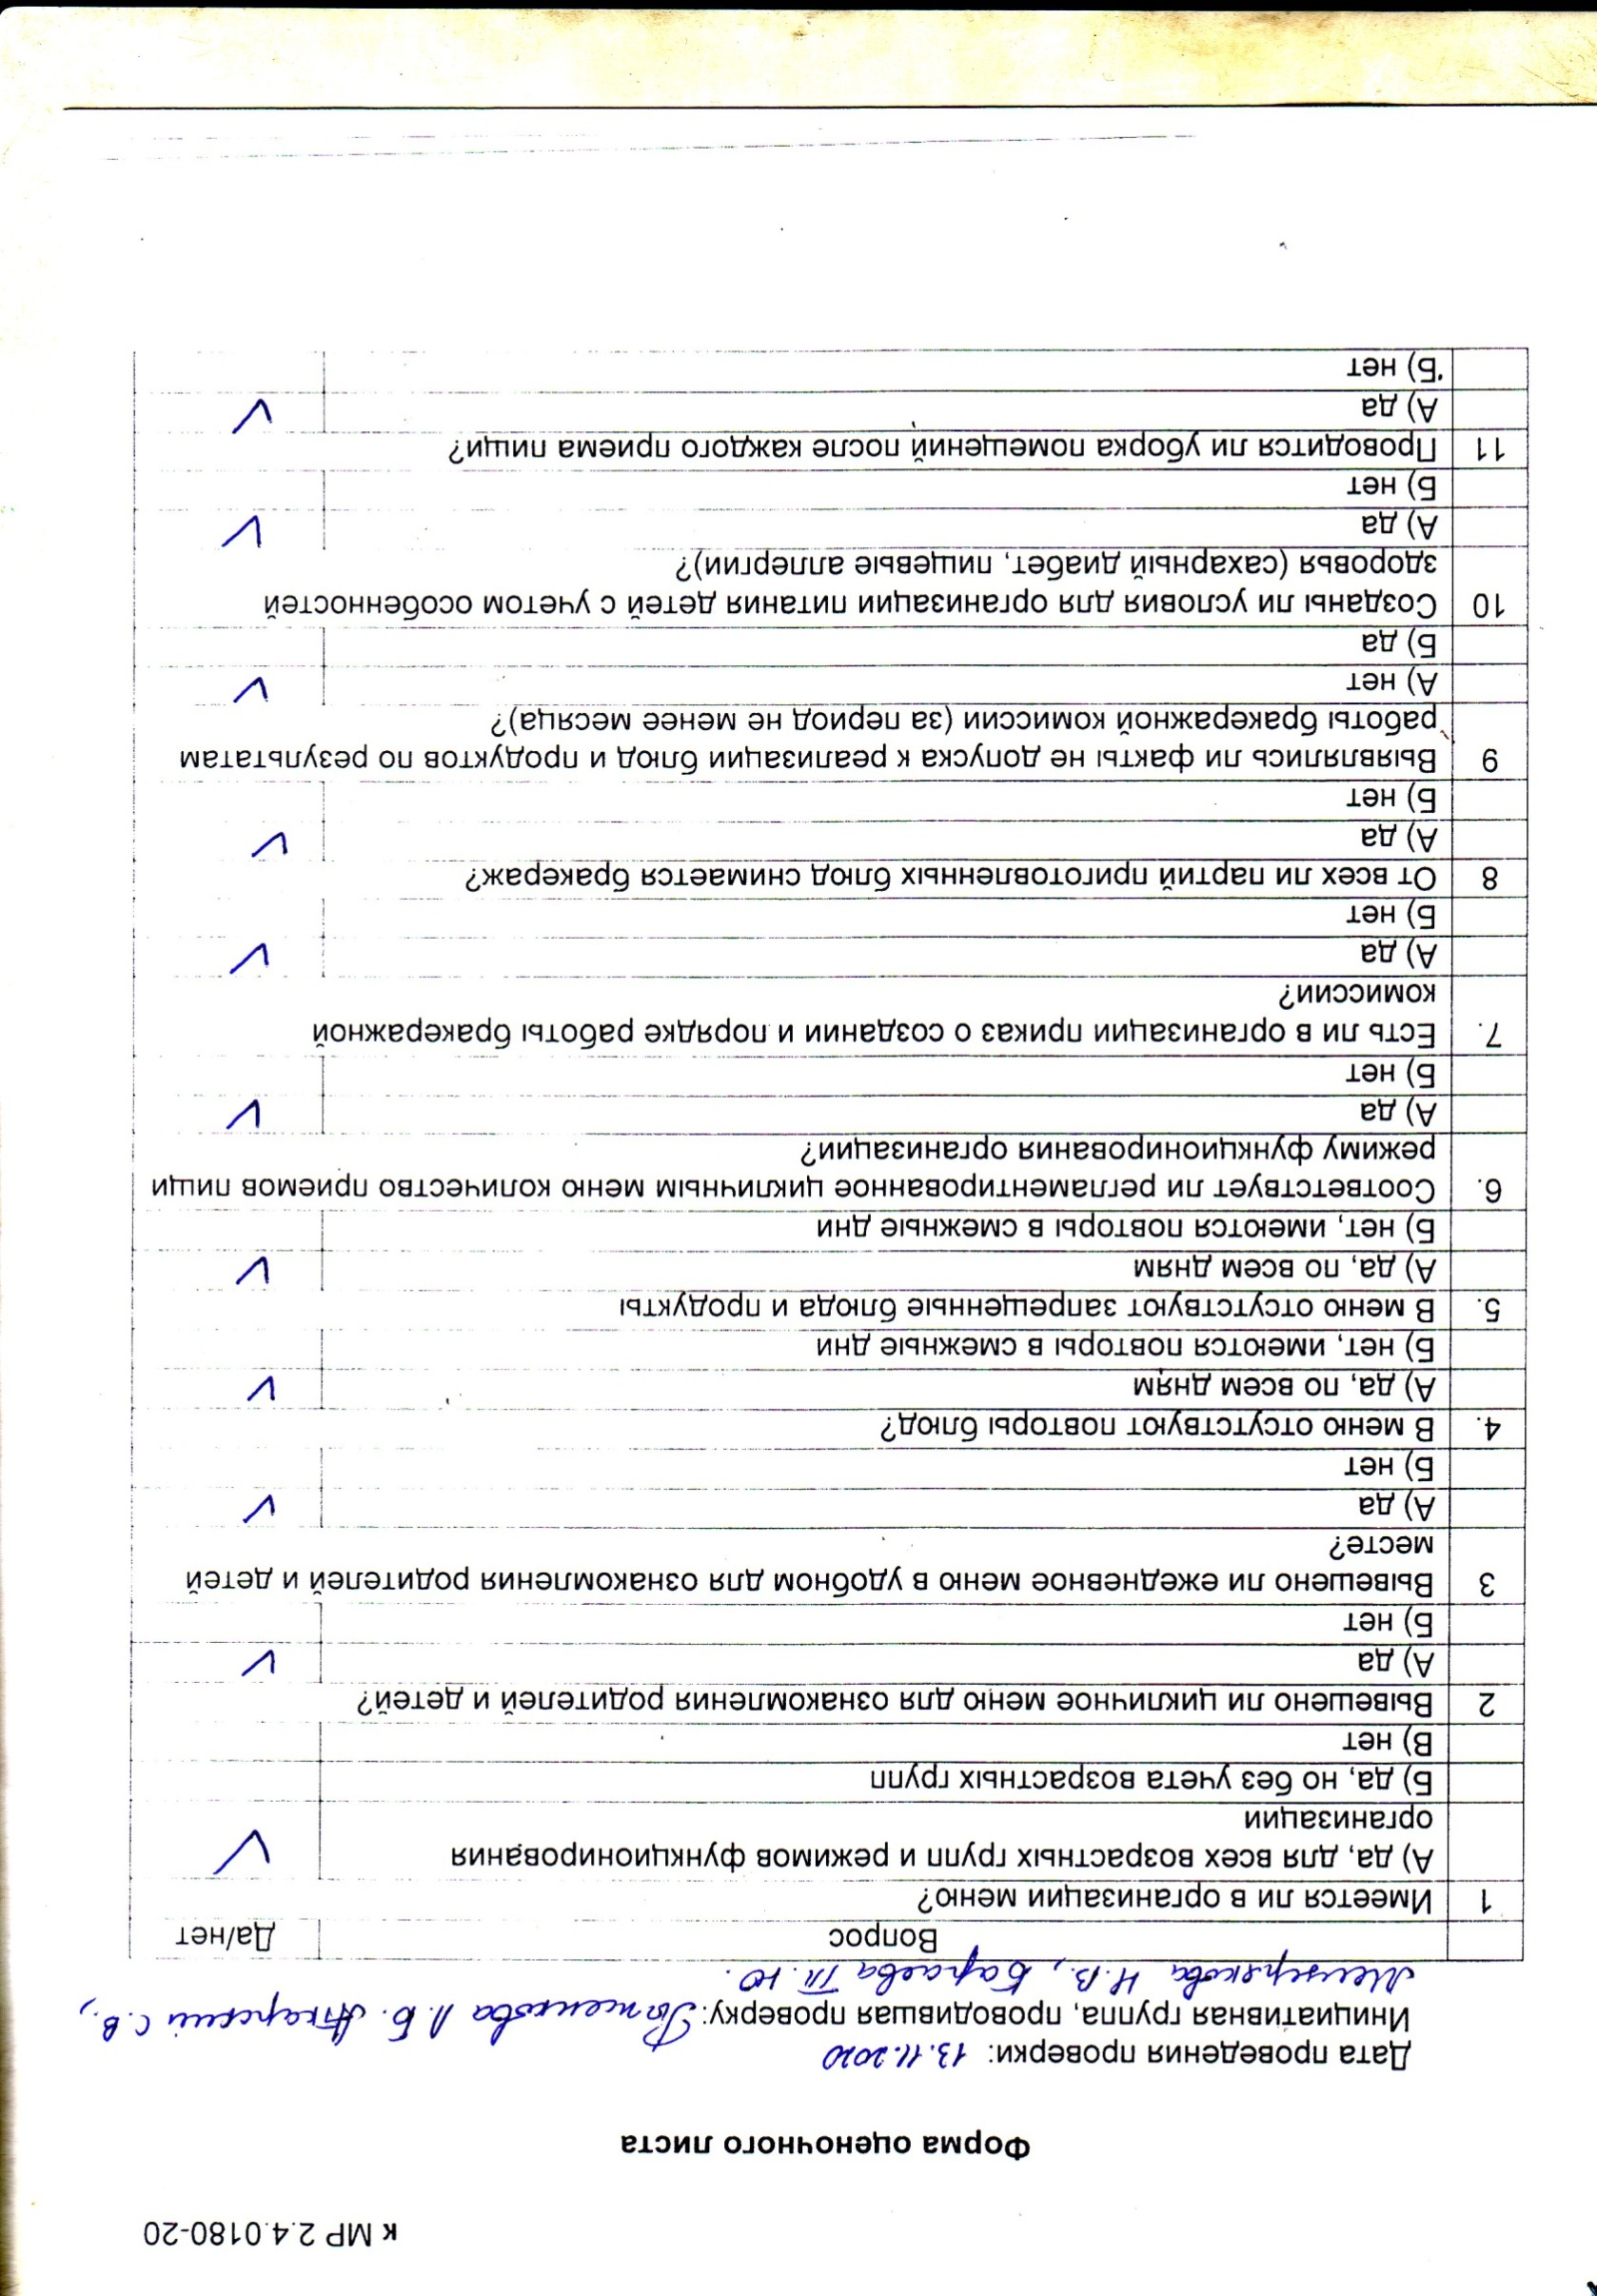 к МР 2.4.0180-20
Форма оценочного листа
Дата проведения проверки: 13.11.2020
Инициативная группа, проводившая проверку: Л.Б. С.В.,
Мещерякова Н.В., Бараева Т.Ю.
Вопрос Да/нет
1 Имеется ли в организации меню?
А) да, для всех возрастных групп и режимов функционирования V
организации
Б) да, но без учета возрастных групп
В) нет
2 Вывешено ли цикличное меню для ознакомления родителей и детей?
А) да V
Б) нет
3 Вывешено ли ежедневное меню в удобном для ознакомления родителей и детей
месте?
А) да V
Б) нет
4. В меню отсутствуют повторы блюд?
А) да, по всем дням V
Б) нет, имеются повторы в смежные дни
5. В меню отсутствуют запрещенные блюда и продукты
А) да, по всем дням V
Б) нет, имеются повторы в смежные дни
6. Соответствует ли регламентированное цикличным меню количество приемов пищи
режиму функционирования организации?
А) да V
Б) нет
7. Есть ли в организации приказ о создании и порядке работы бракеражной
комиссии?
А) да V
Б) нет
8 От всех ли партий приготовленных блюд снимается бракераж?
А) да V
Б) нет
9 Выявлялись ли факты не допуска к реализации блюд и продуктов по результатам
работы бракеражной комиссии (за период не менее месяца)?
А) нет V
Б) да
10 Созданы ли условия для организации питания детей с учетом особенностей
здоровья (сахарный диабет, пищевые аллергии)?
А) да V
Б) нет
11 Проводится ли уборка помещений после каждого приема пищи?
А) да V
Б) нет